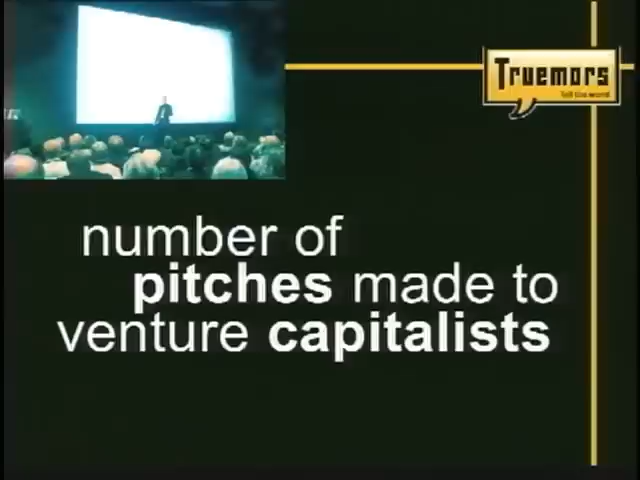 Truemors
Tell the world
number of
pitches made to
venture capitalists